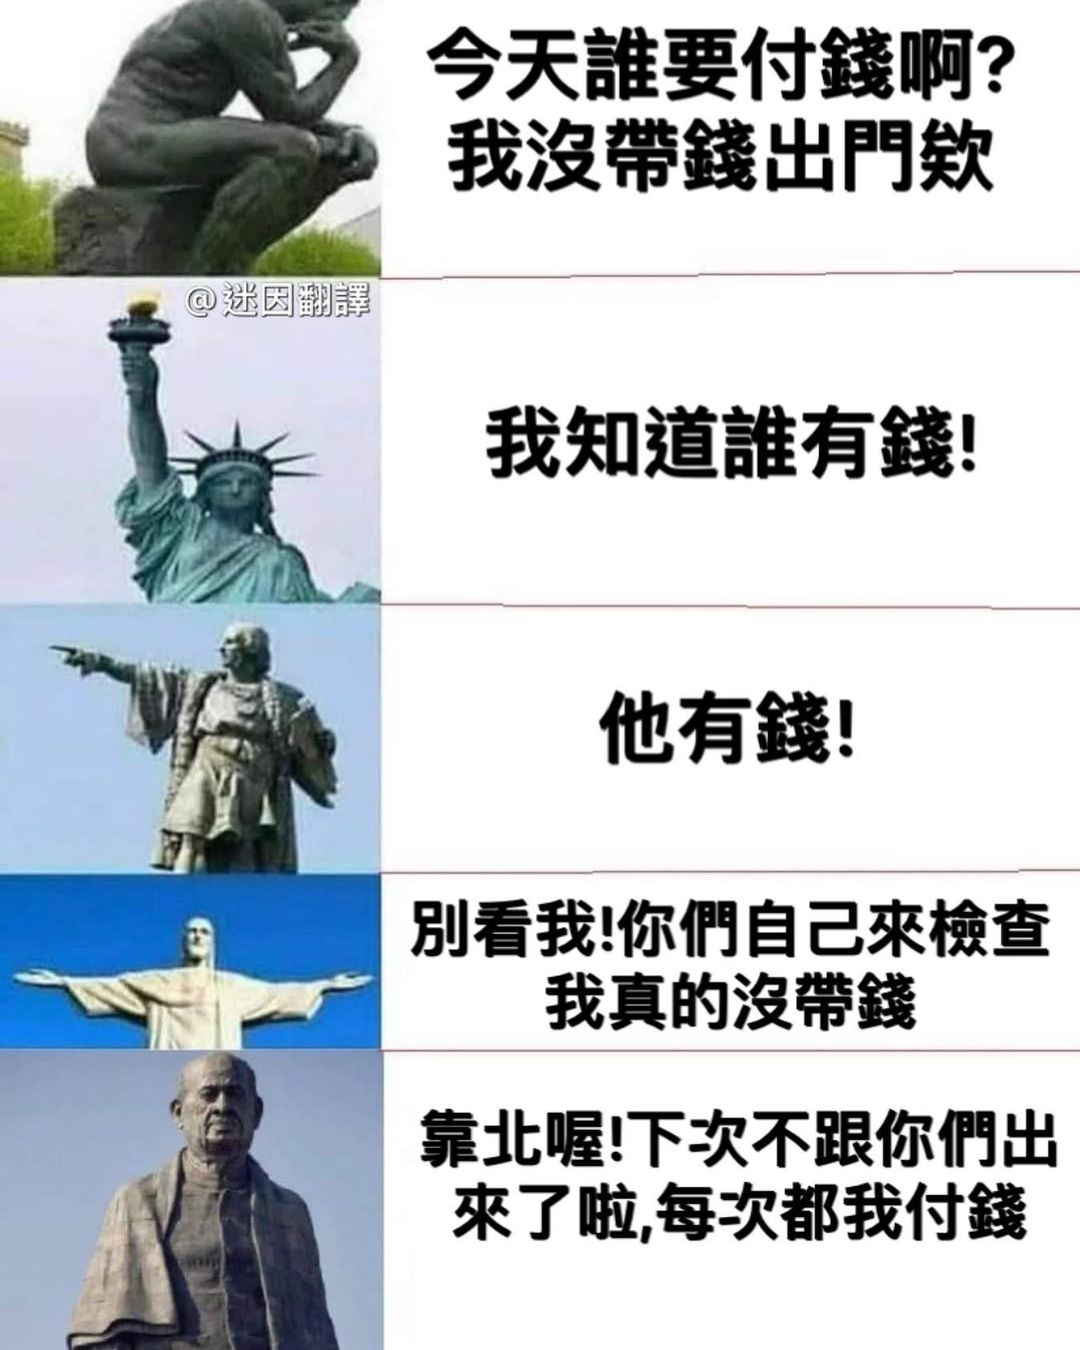 今天誰要付錢啊?
我沒帶錢出門欸
@迷因翻譯
我知道誰有錢!
他有錢!
別看我!你們自己來檢查
我真的沒帶錢
靠北喔!下次不跟你們出
來了啦,每次都我付錢